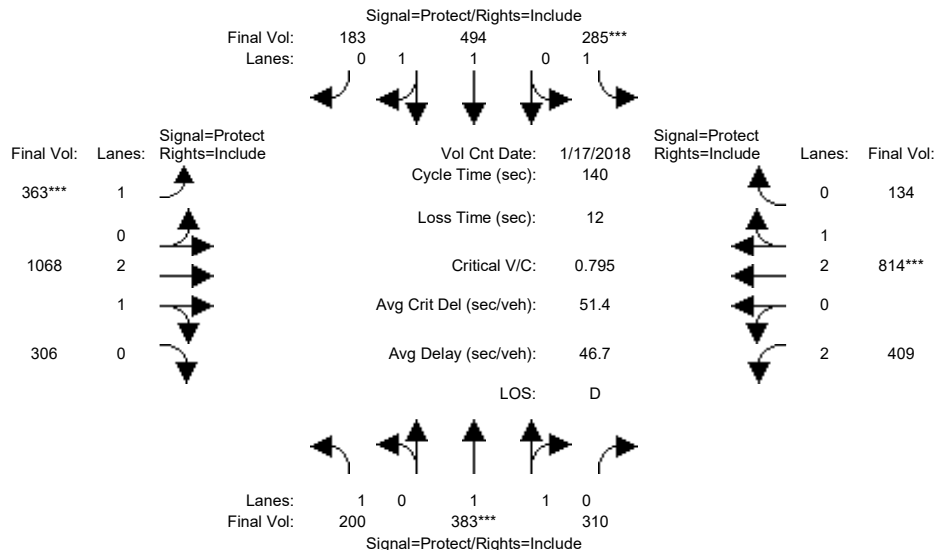 Signal=Protect/Rights=Include
Final Vol: 183 494 285***
Lanes: 0 1 1 0 1
Signal=Protect Signal=Protect
Final Vol: Lanes: Rights=Include Vol Cnt Date: 1/17/2018 Rights=Include Lanes: Final Vol:
Cycle Time (sec): 140
363*** 1 0 134
Loss Time (sec): 12
0 1
1068 2 Critical V/C: 0.795 2 814***
1 Avg Crit Del (sec/veh): 51.4 0
306 0 Avg Delay (sec/veh): 46.7 2 409
LOS: D
Lanes: 1 0 1 1 0
Final Vol: 200 383*** 310
Signal=Protect/Rights=Include